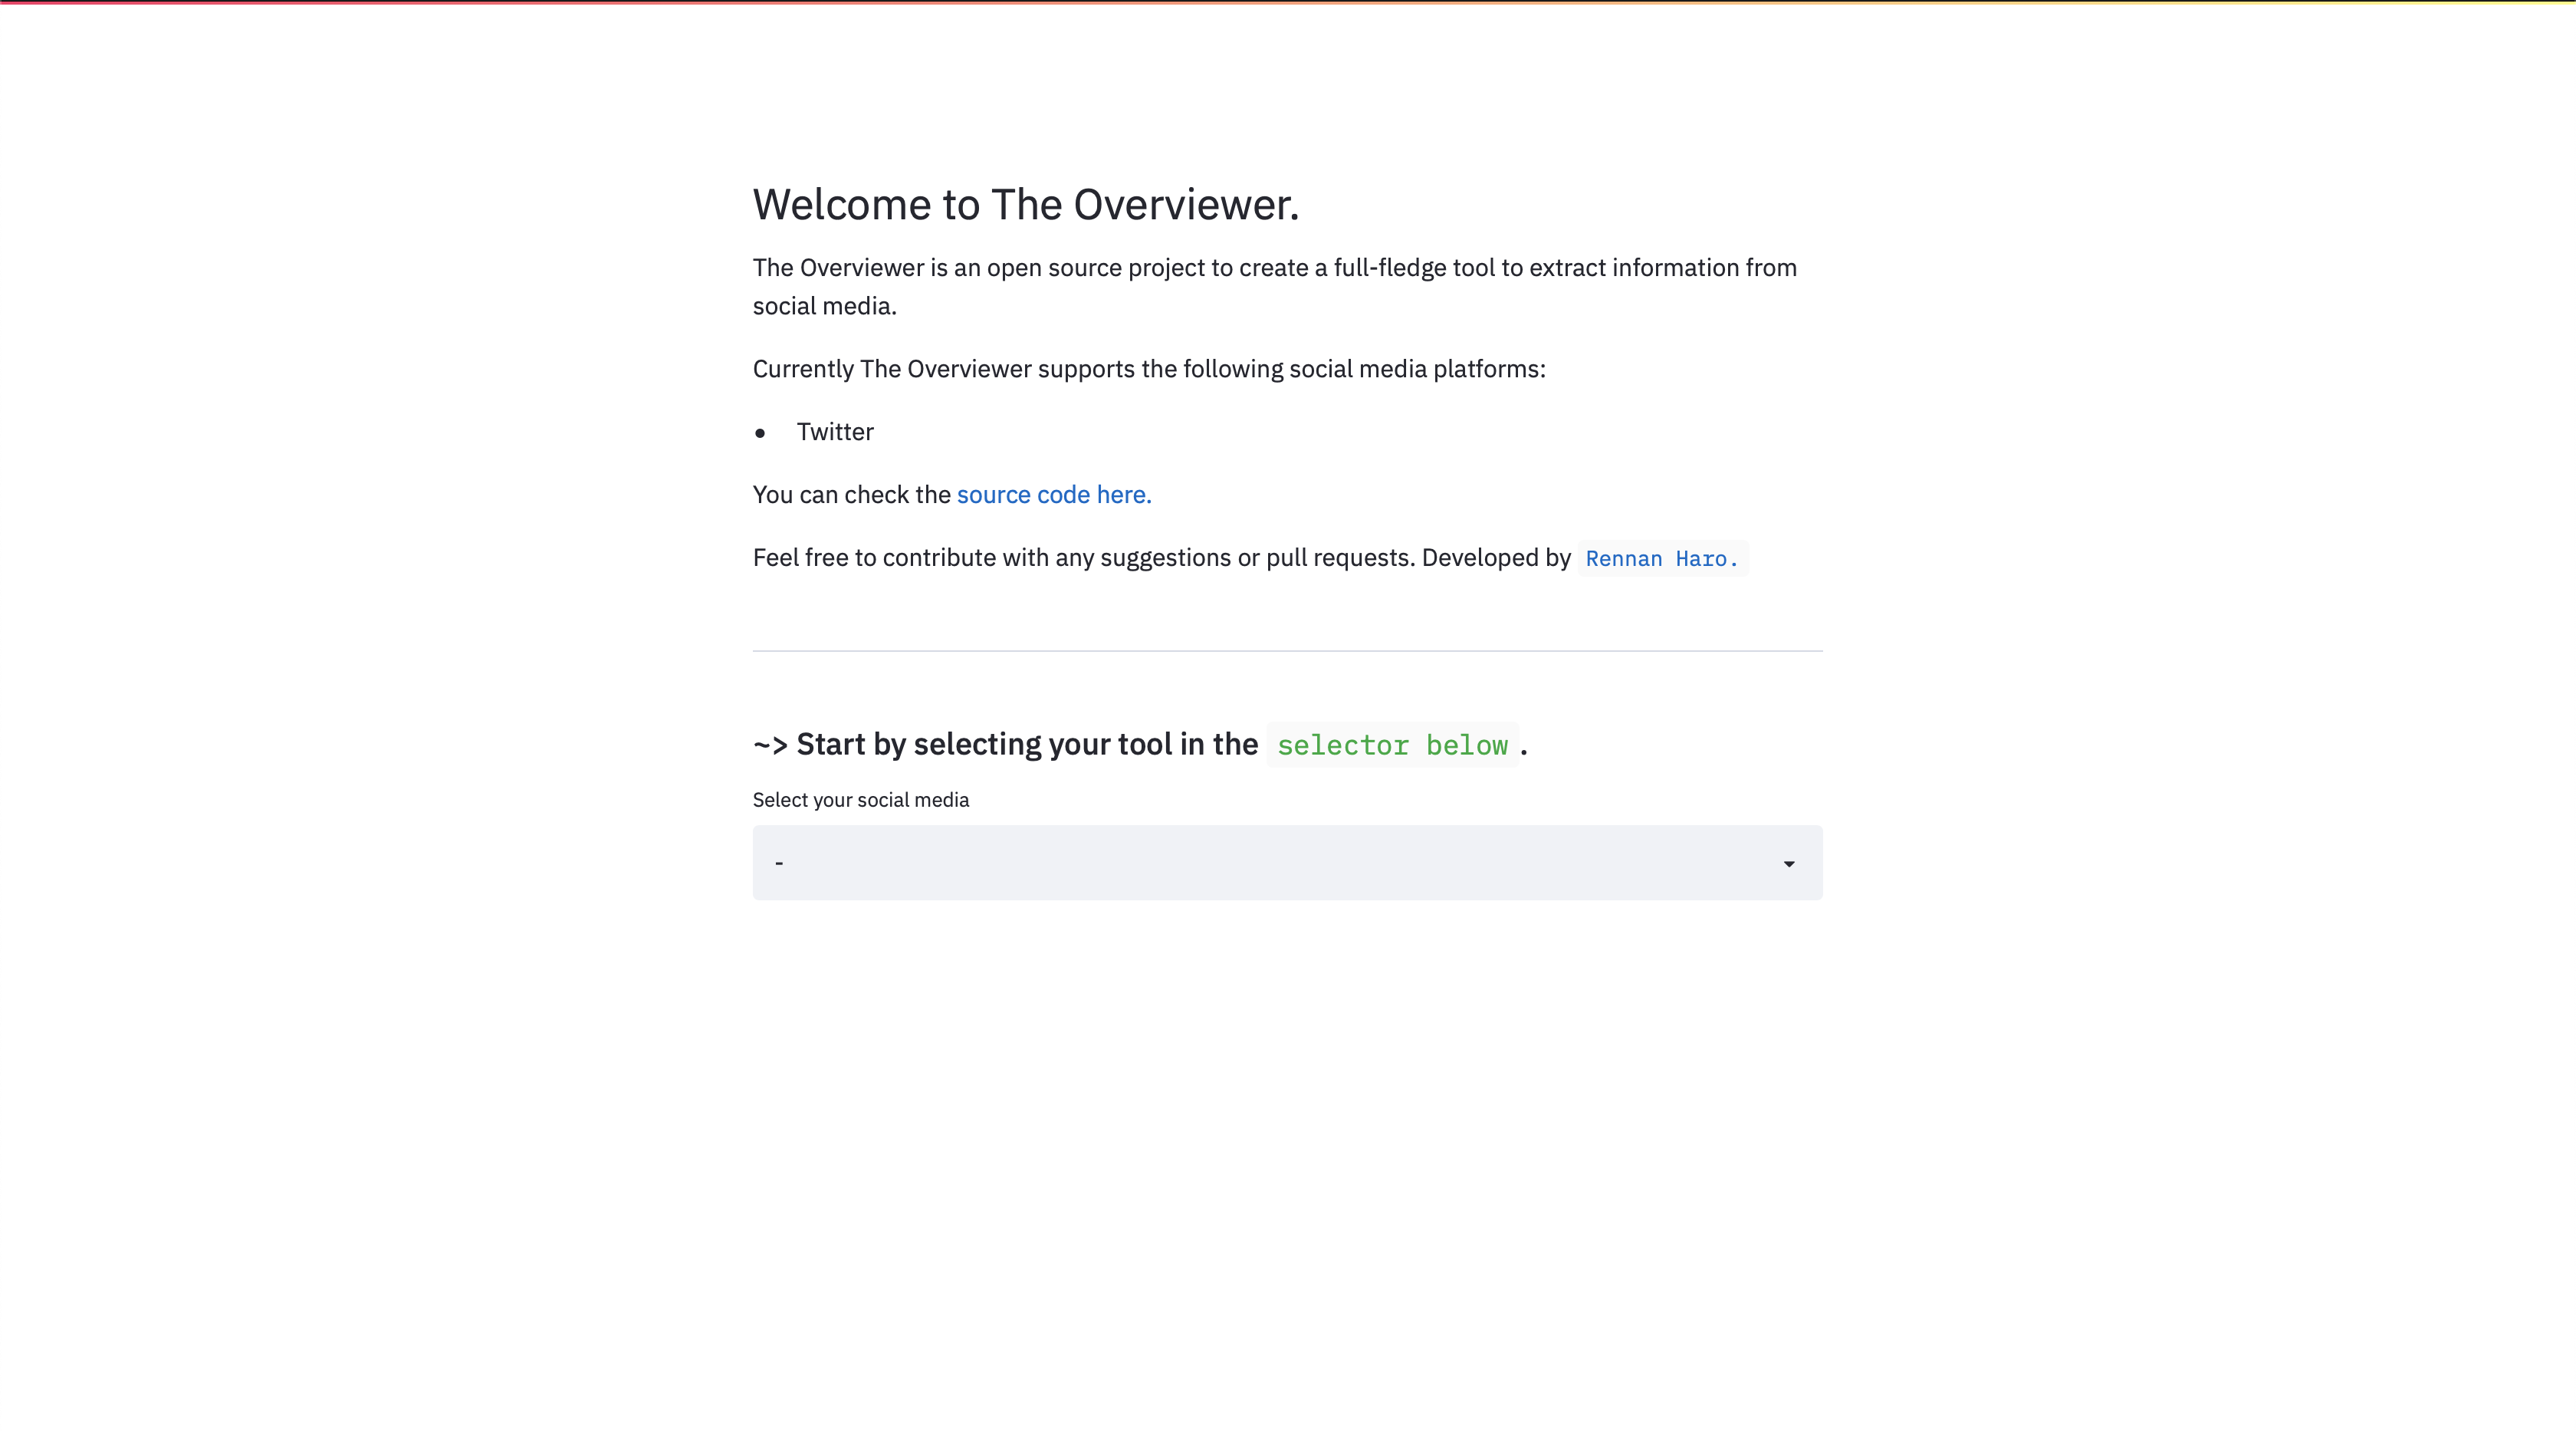 Welcome to The Overviewer.
The Overviewer is an open source project to create a full-fledge tool to extract information from
social media.
Currently The Overviewer supports the following social media platforms:
• Twitter
You can check the source code here.
Feel free to contribute with any suggestions or pull requests. Developed by Rennan Haro.
~> Start by selecting your tool in the selector below.
Select your social media
-